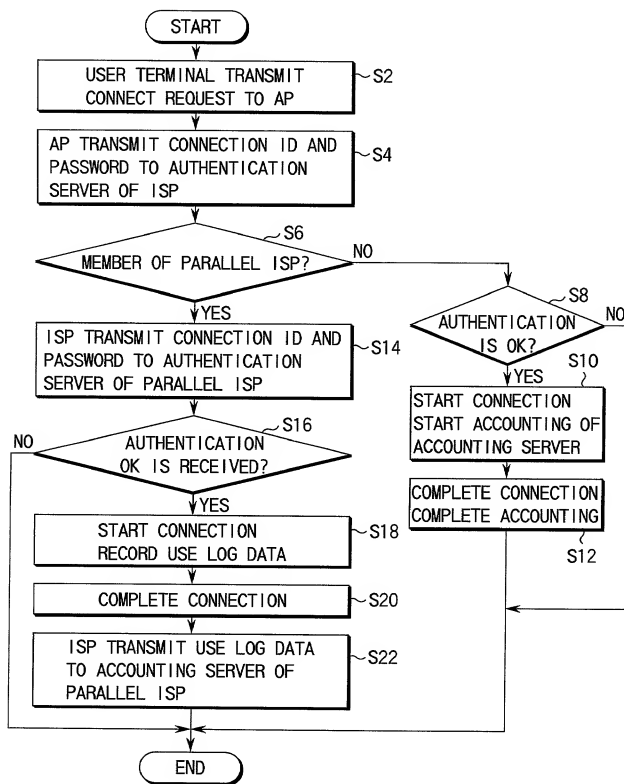 START
USER TERMINAL TRANSMIT
CONNECT REQUEST TO AP
S2
AP TRANSMIT CONNECTION ID AND
PASSWORD TO AUTHENTICATION
SERVER OF ISP
S4
S6
MEMBER OF PARALLEL ISP?
NO
YES
S8
AUTHENTICATION
IS OK?
NO
YES
S10
START CONNECTION
START ACCOUNTING OF
ACCOUNTING SERVER
COMPLETE CONNECTION
COMPLETE ACCOUNTING
S12
ISP TRANSMIT CONNECTION ID AND
PASSWORD TO AUTHENTICATION
SERVER OF PARALLEL ISP
S14
S16
NO
AUTHENTICATION
OK IS RECEIVED?
YES
START CONNECTION
RECORD USE LOG DATA
S18
COMPLETE CONNECTION
S20
ISP TRANSMIT USE LOG DATA
TO ACCOUNTING SERVER OF
PARALLEL ISP
S22
END